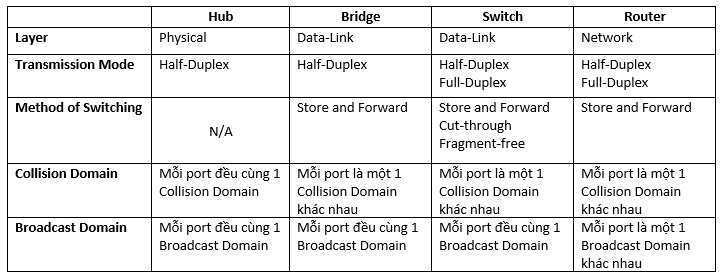 Hub Bridge Switch Router
Layer Physical Data-Link Data-Link Network
Transmission Mode Half-Duplex Half-Duplex Half-Duplex Half-Duplex
Full-Duplex Full-Duplex
Method of Switching N/A Store and Forward Store and Forward Store and Forward
Cut-through
Fragment-free
Collision Domain Mỗi port đều cùng 1 Mỗi port là một 1 Mỗi port là một 1 Mỗi port là một 1
Collision Domain Collision Domain Collision Domain Collision Domain
khác nhau khác nhau khác nhau
Broadcast Domain Mỗi port đều cùng 1 Mỗi port đều cùng 1 Mỗi port đều cùng 1 Mỗi port là một 1
Broadcast Domain Broadcast Domain Broadcast Domain Broadcast Domain
khác nhau